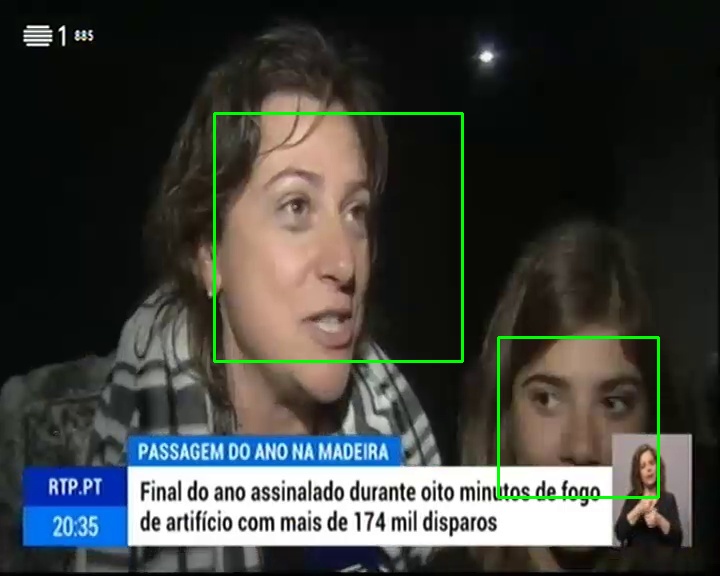 1 885
PASSAGEM DO ANO NA MADEIRA
RTP.PT
Final do ano assinalado durante oito minutos de fogo
20:35
de artifício com mais de 174 mil disparos